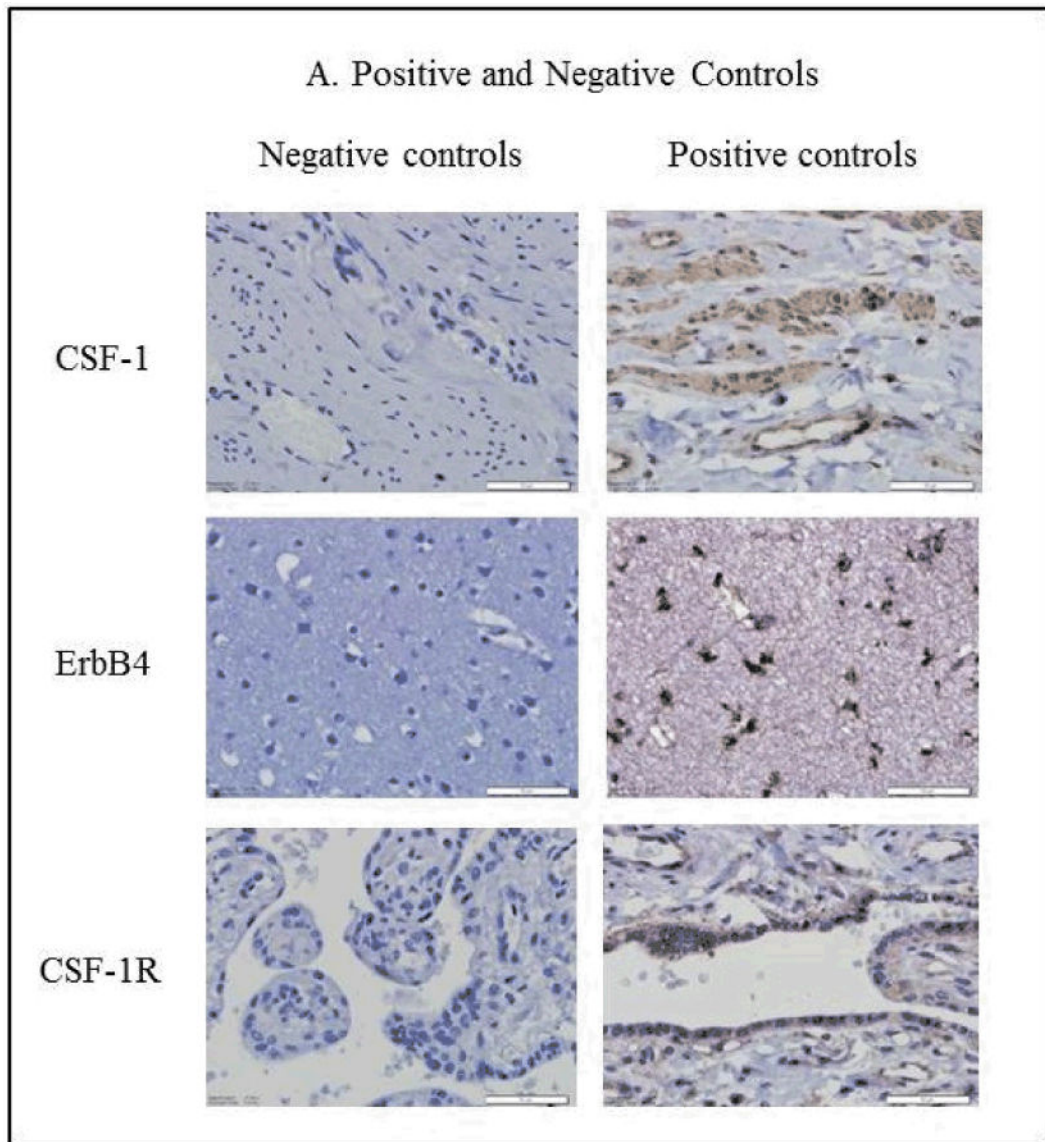 A. Positive and Negative Controls
Negative controls
Positive controls
CSF-1
ErbB4
CSF-1R